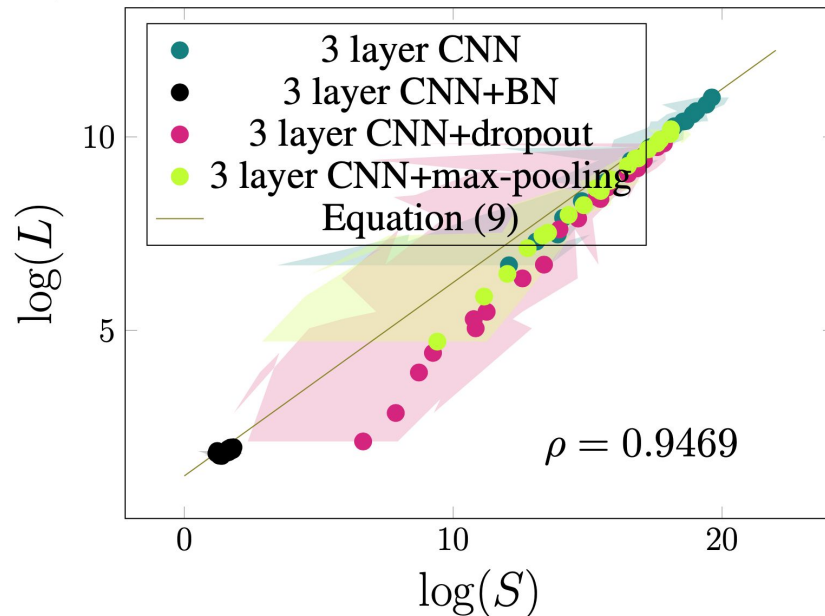 3 layer CNN
3 layer CNN+BN
3 layer CNN+dropout
3 layer CNN+max-pooling
Equation (9)
10
5
log(L)
ρ = 0.9469
0
10
20
log(S)